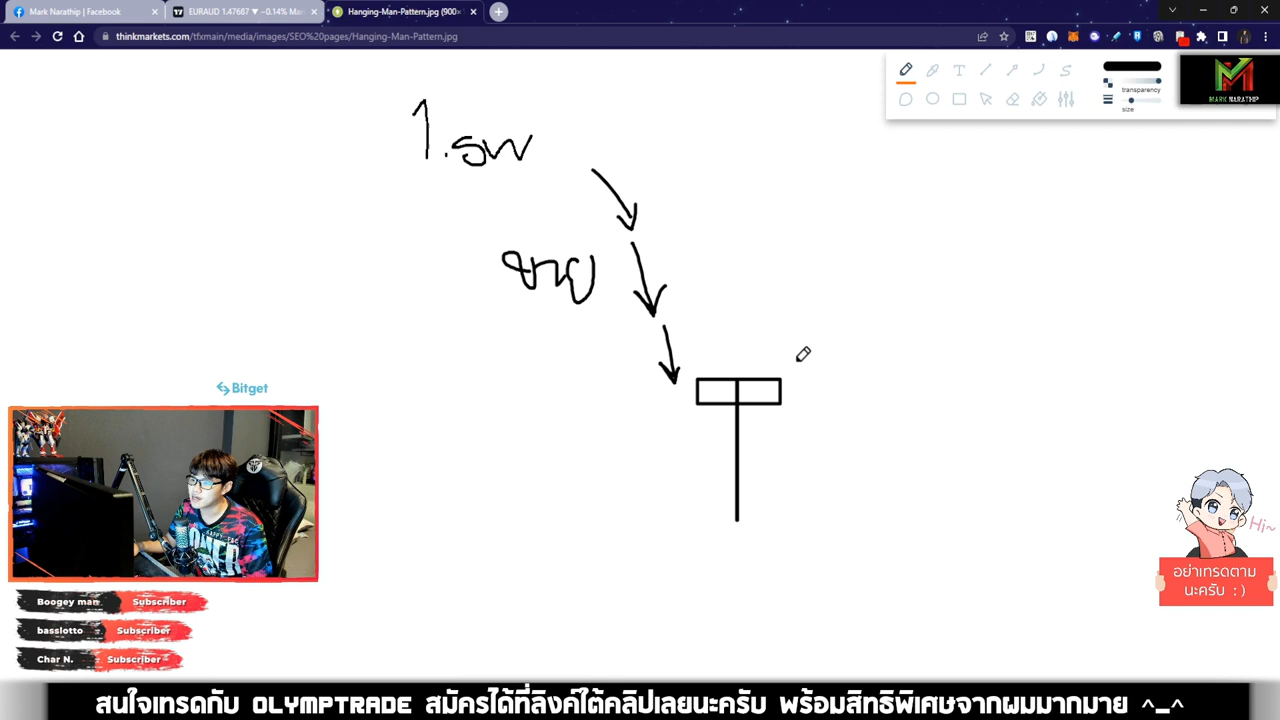 Mark Narathip | Facebook
EURAUD 1.47687 ▼ −0.14% Mar
Hanging-Man-Pattern.jpg (900×
thinkmarkets.com/tfxmain/media/images/SEO%20pages/Hanging-Man-Pattern.jpg
transparency
size
MARK NARATHIP
1.รพ
ขาย
Bitget
Hi~
อย่าเทรดตาม
นะครับ : )
Boogey man Subscriber
basslotto Subscriber
Char N. Subscriber
สนใจเทรดกับ OLYMPTRADE สมัครได้ที่ลิงค์ใต้คลิปเลยนะครับ พร้อมสิทธิพิเศษจากผมมากมาย ^_^